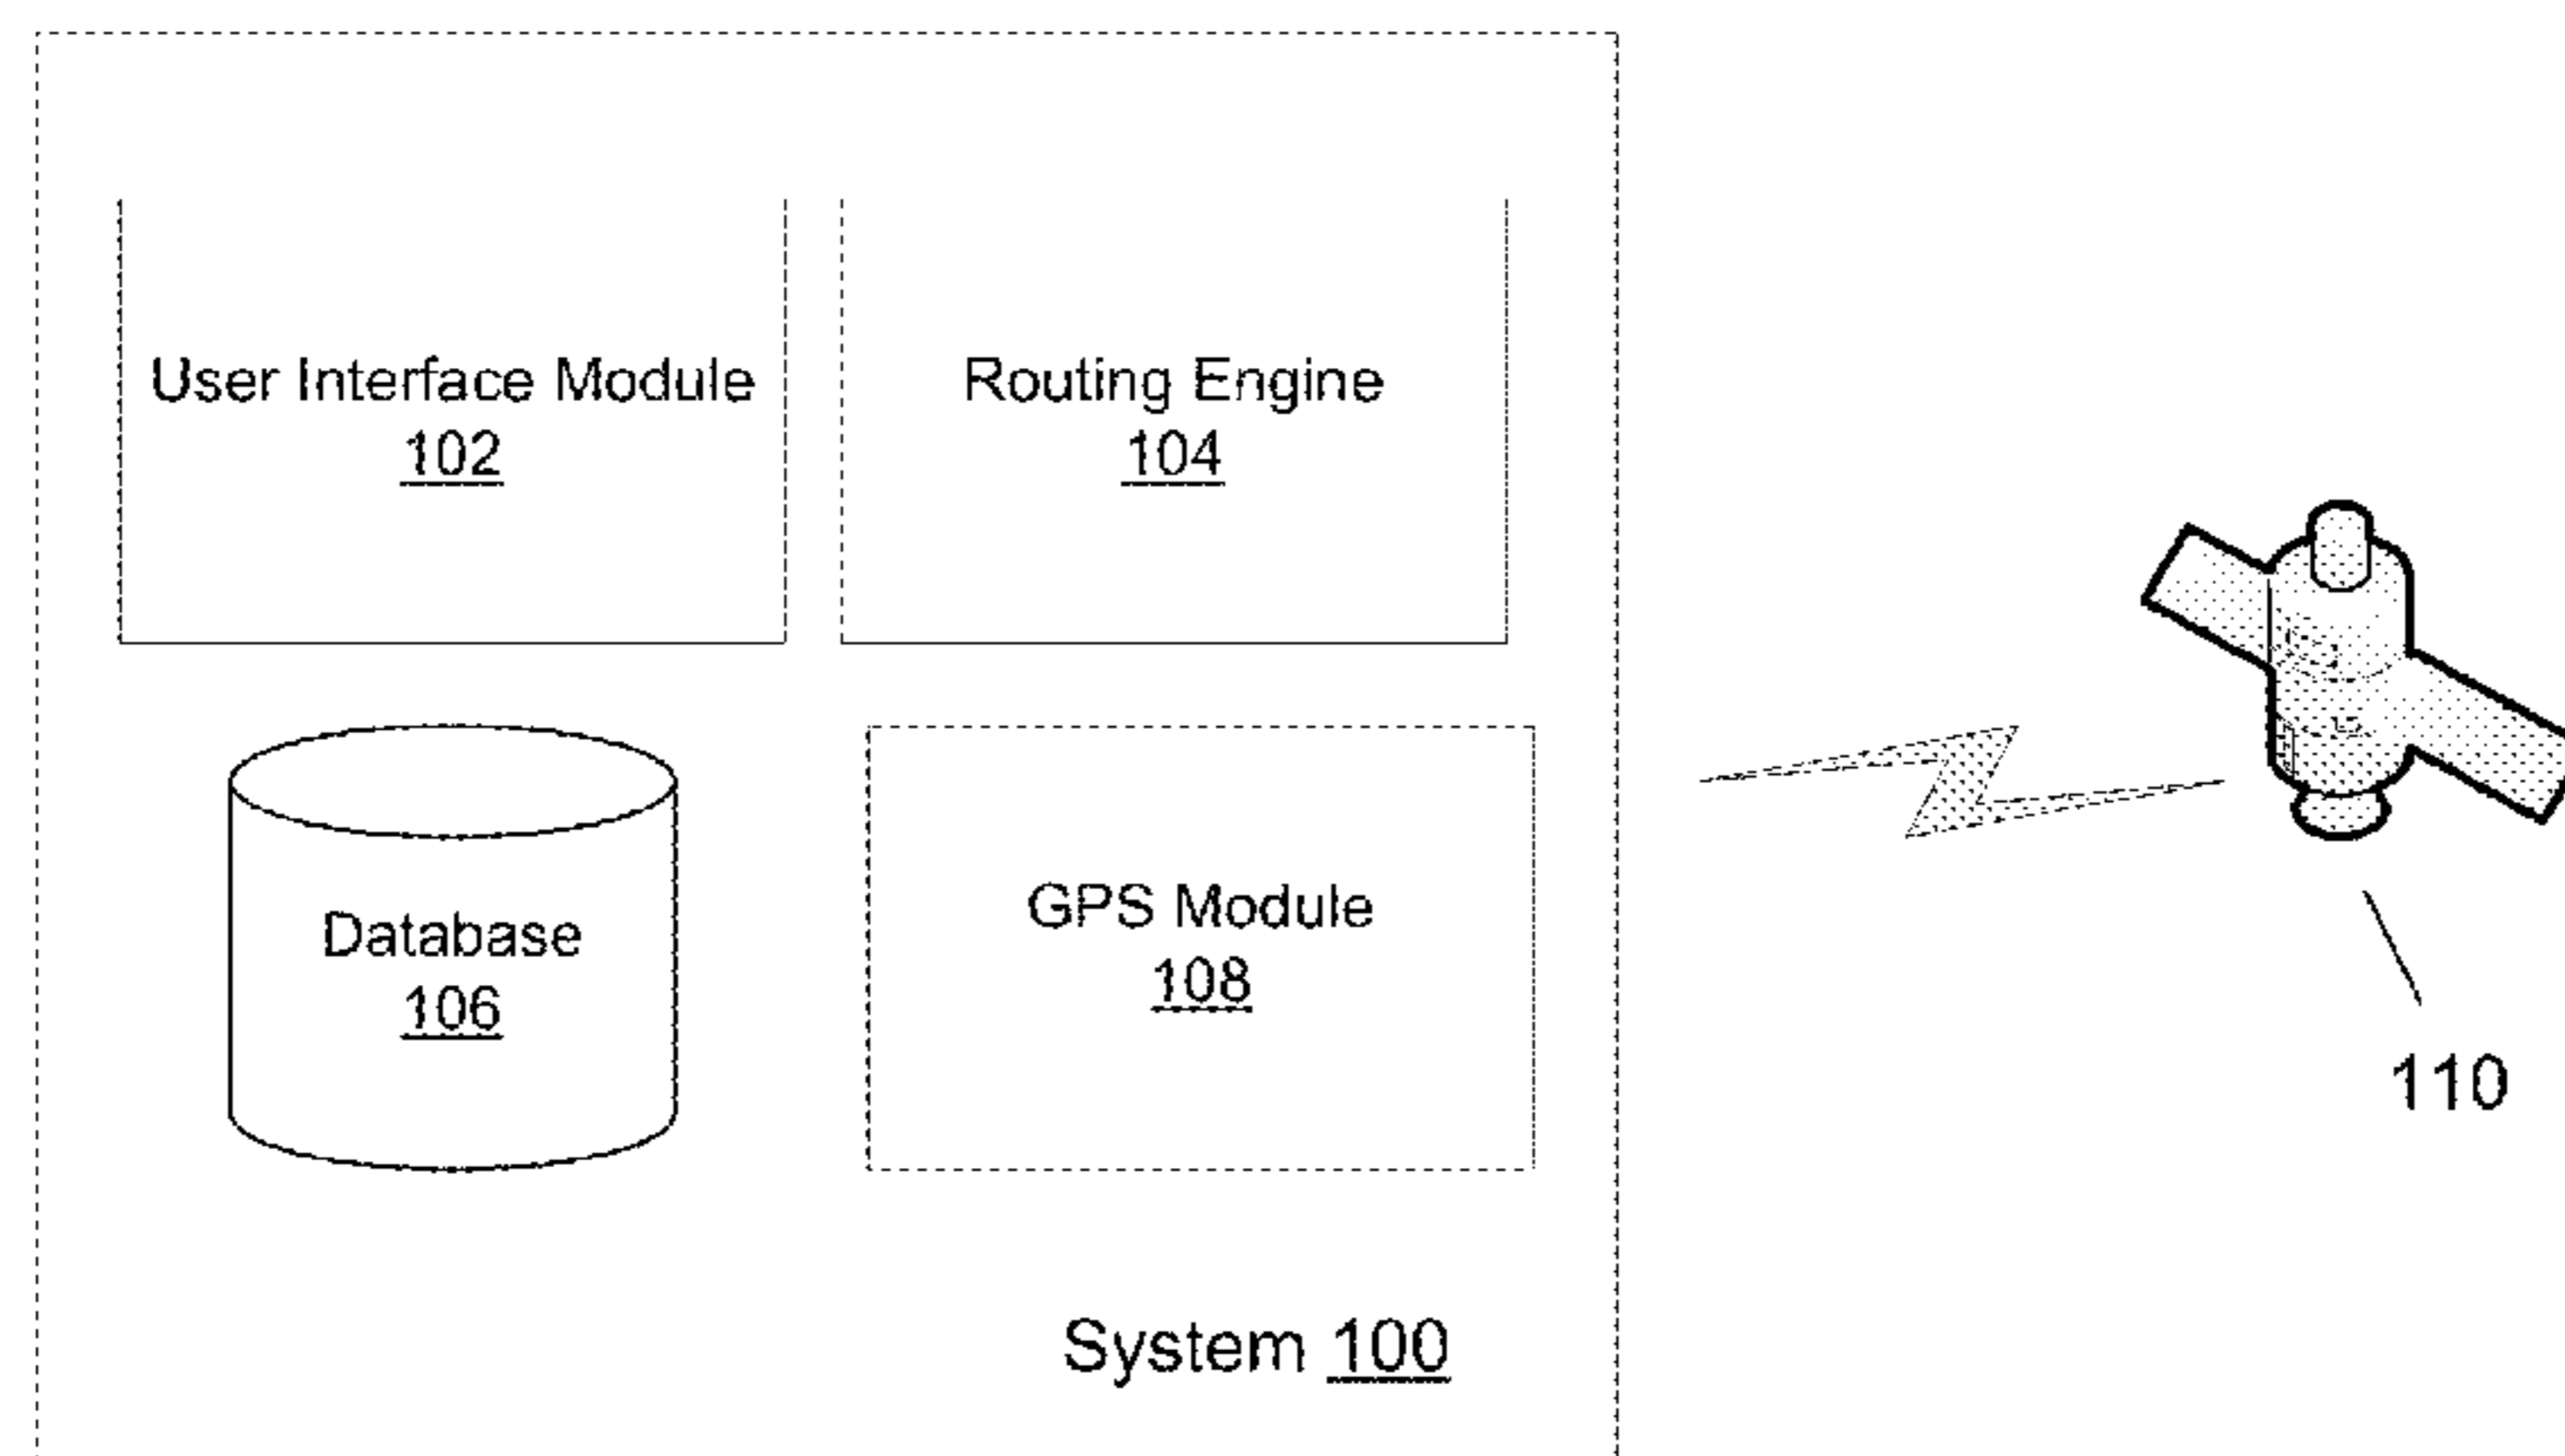 User Interface Module
102
Routing Engine
104
Database
106
GPS Module
108
110
System 100